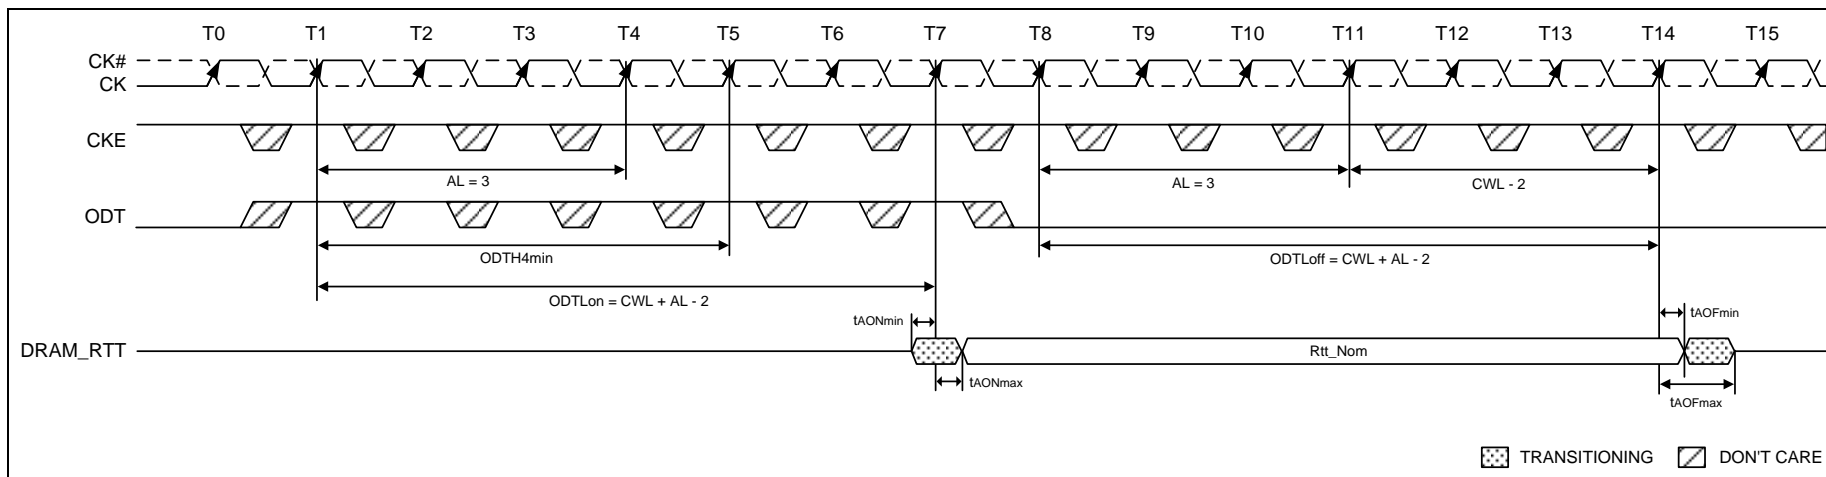 T0 T1 T2 T3 T4 T5 T6 T7 T8 T9 T10 T11 T12 T13 T14 T15
CK#
CK
CKE
AL = 3 AL = 3 CWL - 2
ODT
ODTH4min ODTLoff = CWL + AL - 2
ODTLon = CWL + AL - 2
tAONmin tAOFmin
DRAM_RTT Rtt_Nom
tAONmax
tAOFmax
TRANSITIONING DON'T CARE